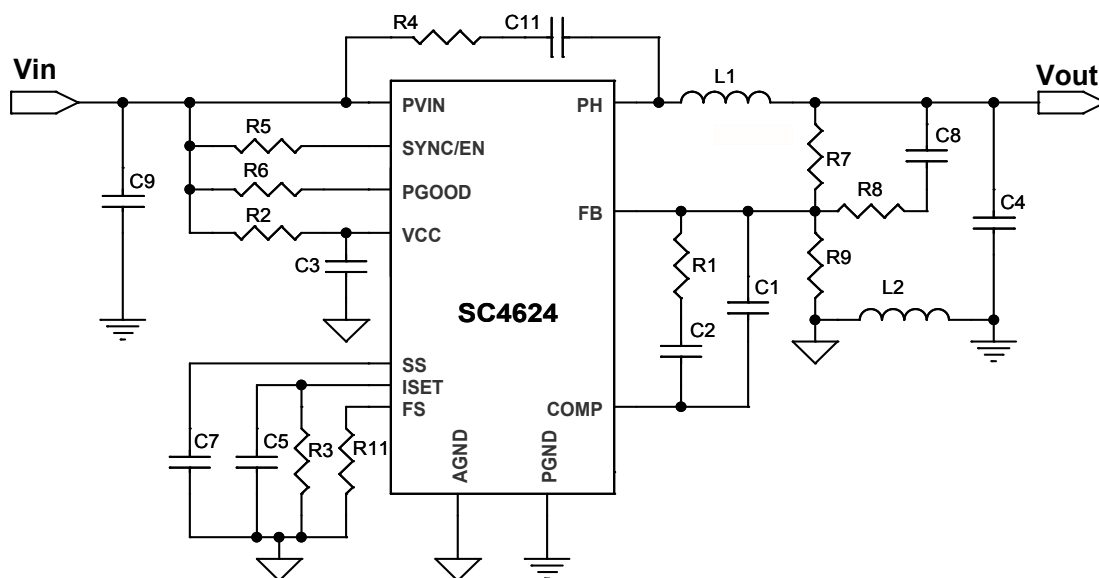 R4
C11
Vin
L1
Vout
PVIN
PH
R5
SYNC/EN
C8
R7
R6
PGOOD
R8
C9
R2
FB
C4
VCC
C3
R1
R9
C1
L2
SC4624
C2
SS
ISET
FS
COMP
C7
C5
R3
R11
AGND
PGND